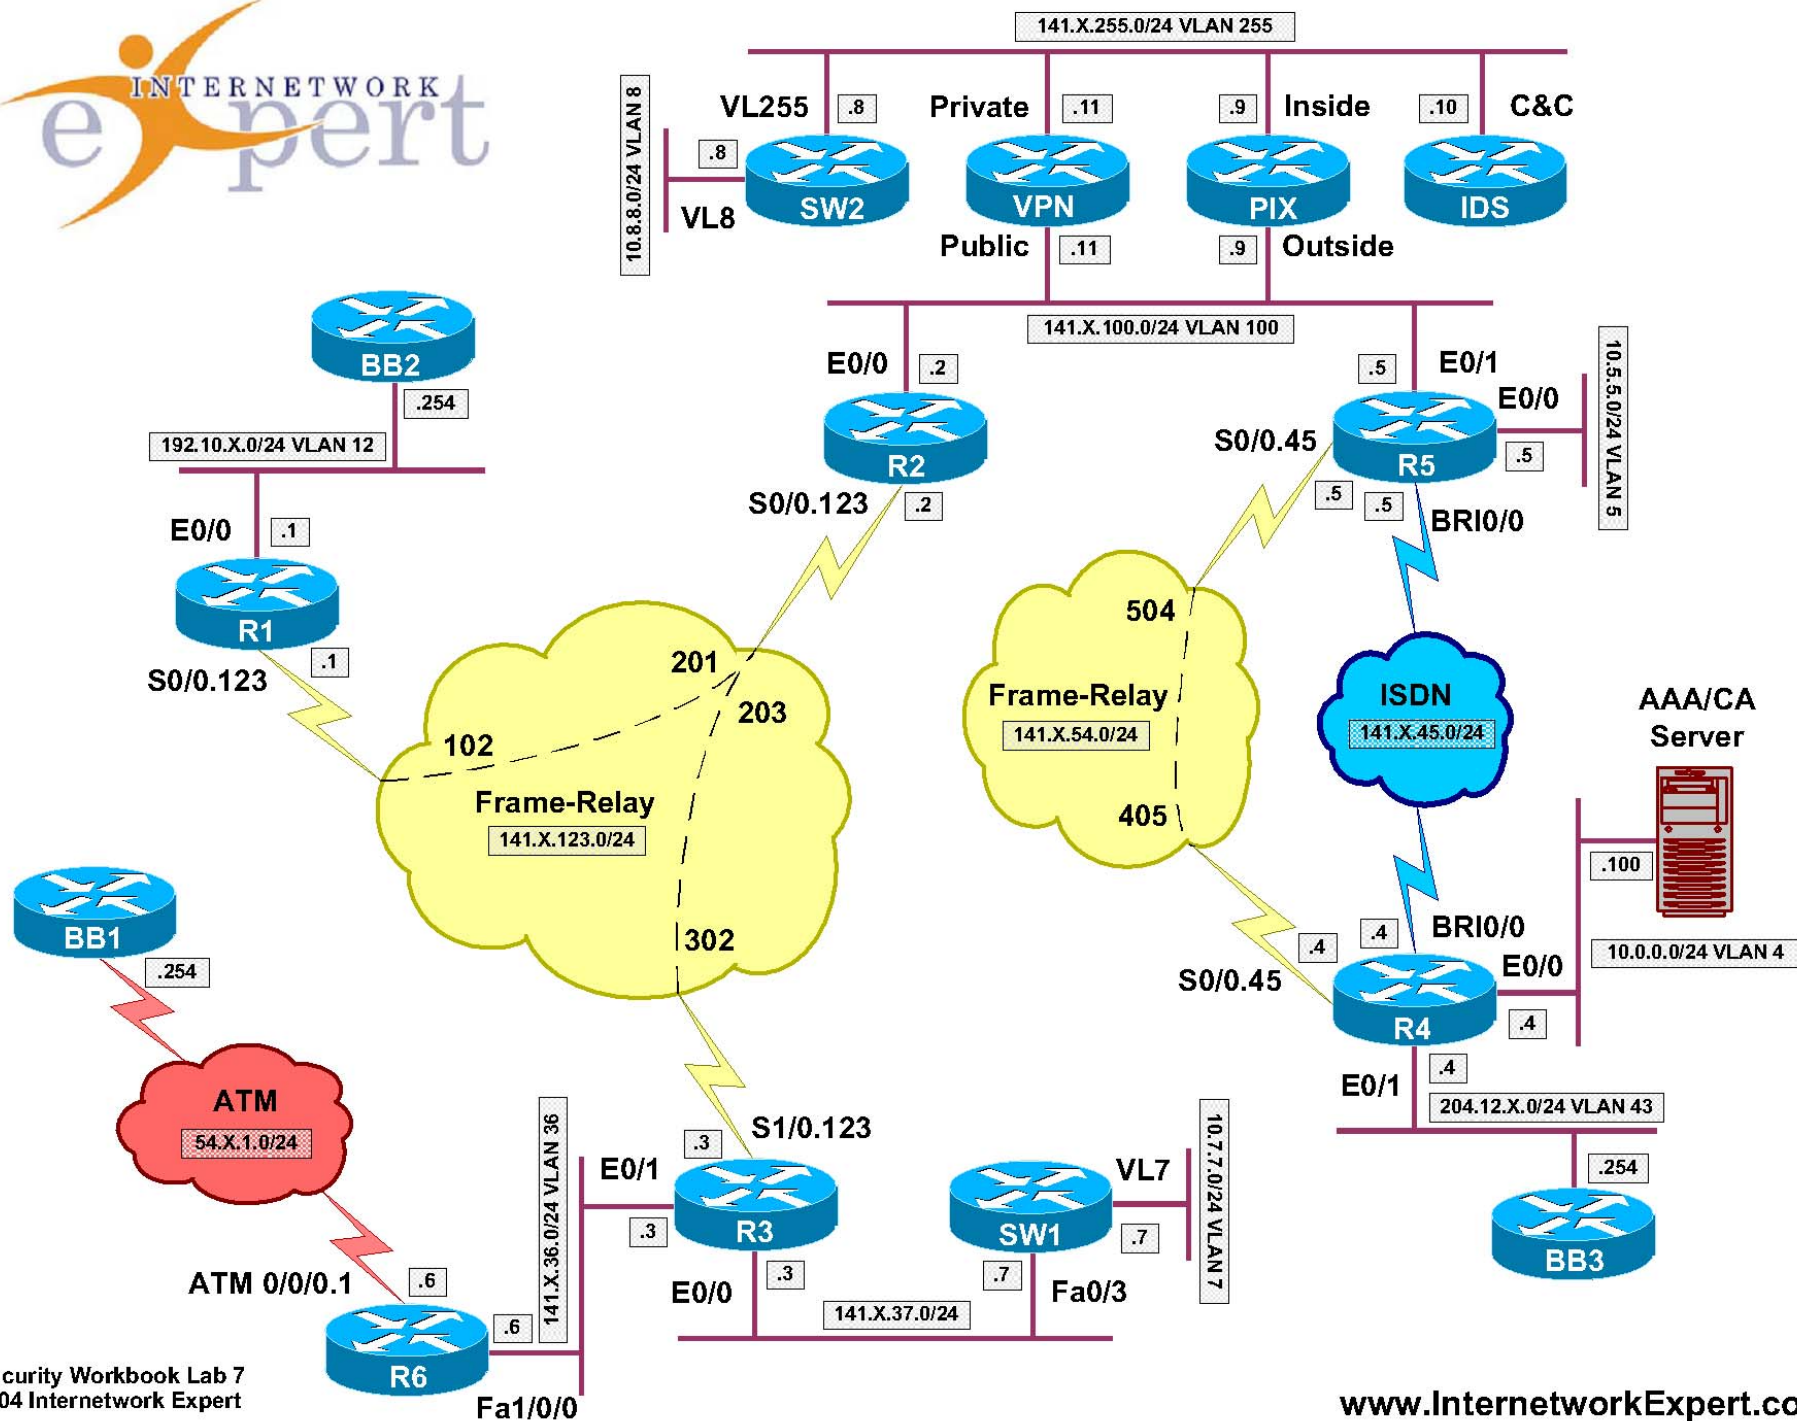 INTERNETWORK
eXpert
141.X.255.0/24 VLAN 255
VL255
.8
Private
.11
.9
Inside
.10
C&C
10.8.8.0/24 VLAN 8
.8
VL8
SW2
VPN
PIX
IDS
Public
.11
.9
Outside
141.X.100.0/24 VLAN 100
BB2
.254
192.10.X.0/24 VLAN 12
E0/0
.1
R1
.1
S0/0.123
E0/0
.2
R2
S0/0.123
.2
.5
E0/1
E0/0
R5
.5
10.5.5.0/24 VLAN 5
S0/0.45
.5
.5
BRI0/0
201
203
102
Frame-Relay
141.X.123.0/24
302
504
Frame-Relay
141.X.54.0/24
405
ISDN
141.X.45.0/24
AAA/CA
Server
.100
10.0.0.0/24 VLAN 4
.4
BRI0/0
.4
S0/0.45
E0/0
R4
.4
E0/1
.4
204.12.X.0/24 VLAN 43
.254
BB3
BB1
.254
ATM
54.X.1.0/24
ATM 0/0/0.1
.6
R6
.6
Fa1/0/0
141.X.36.0/24 VLAN 36
E0/1
.3
.3
S1/0.123
R3
E0/0
.3
141.X.37.0/24
SW1
VL7
.7
.7
Fa0/3
10.7.7.0/24 VLAN 7
curity Workbook Lab 7
04 Internetwork Expert
www.InternetworkExpert.co